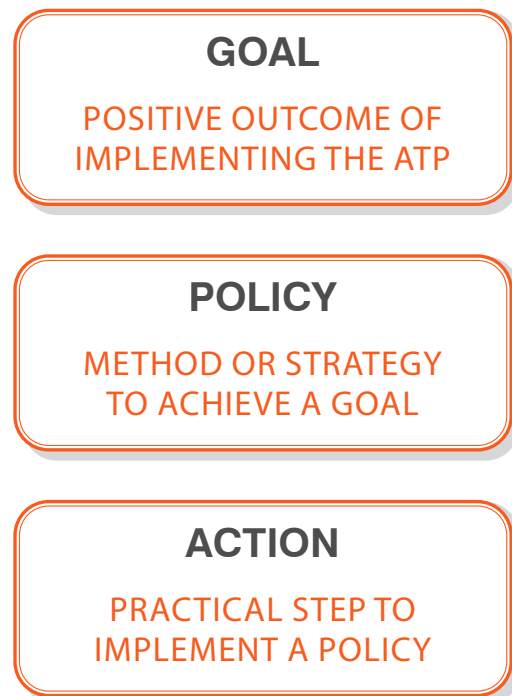 GOAL
POSITIVE OUTCOME OF
IMPLEMENTING THE ATP
POLICY
METHOD OR STRATEGY
TO ACHIEVE A GOAL
ACTION
PRACTICAL STEP TO
IMPLEMENT A POLICY